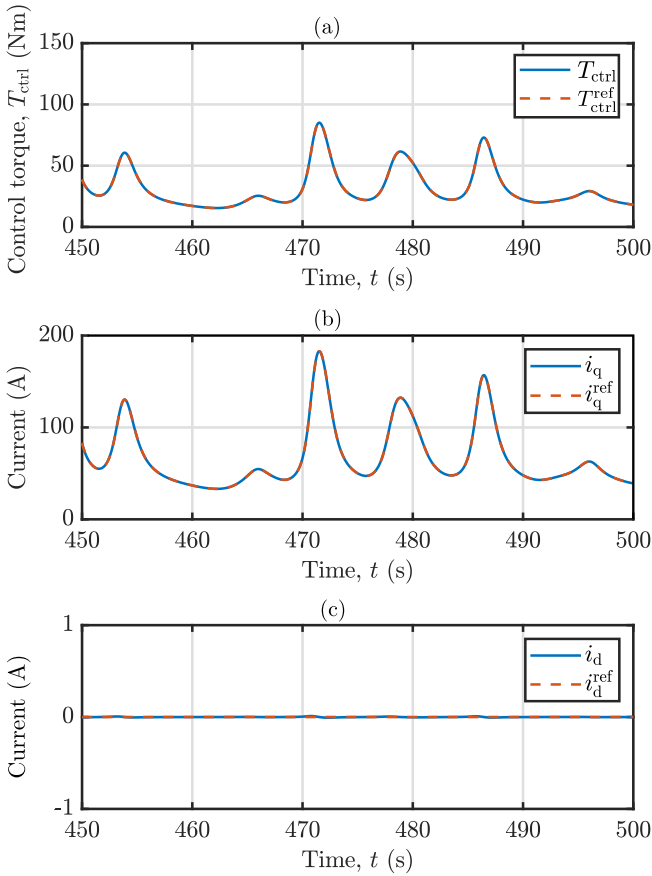 (a)
Control torque, T_ctrl (Nm)
150
100
50
0
T_ctrl
T_ctrl^ref
450 460 470 480 490 500
Time, t (s)
(b)
Current (A)
200
100
0
i_q
i_q^ref
450 460 470 480 490 500
Time, t (s)
(c)
Current (A)
1
0
-1
i_d
i_d^ref
450 460 470 480 490 500
Time, t (s)